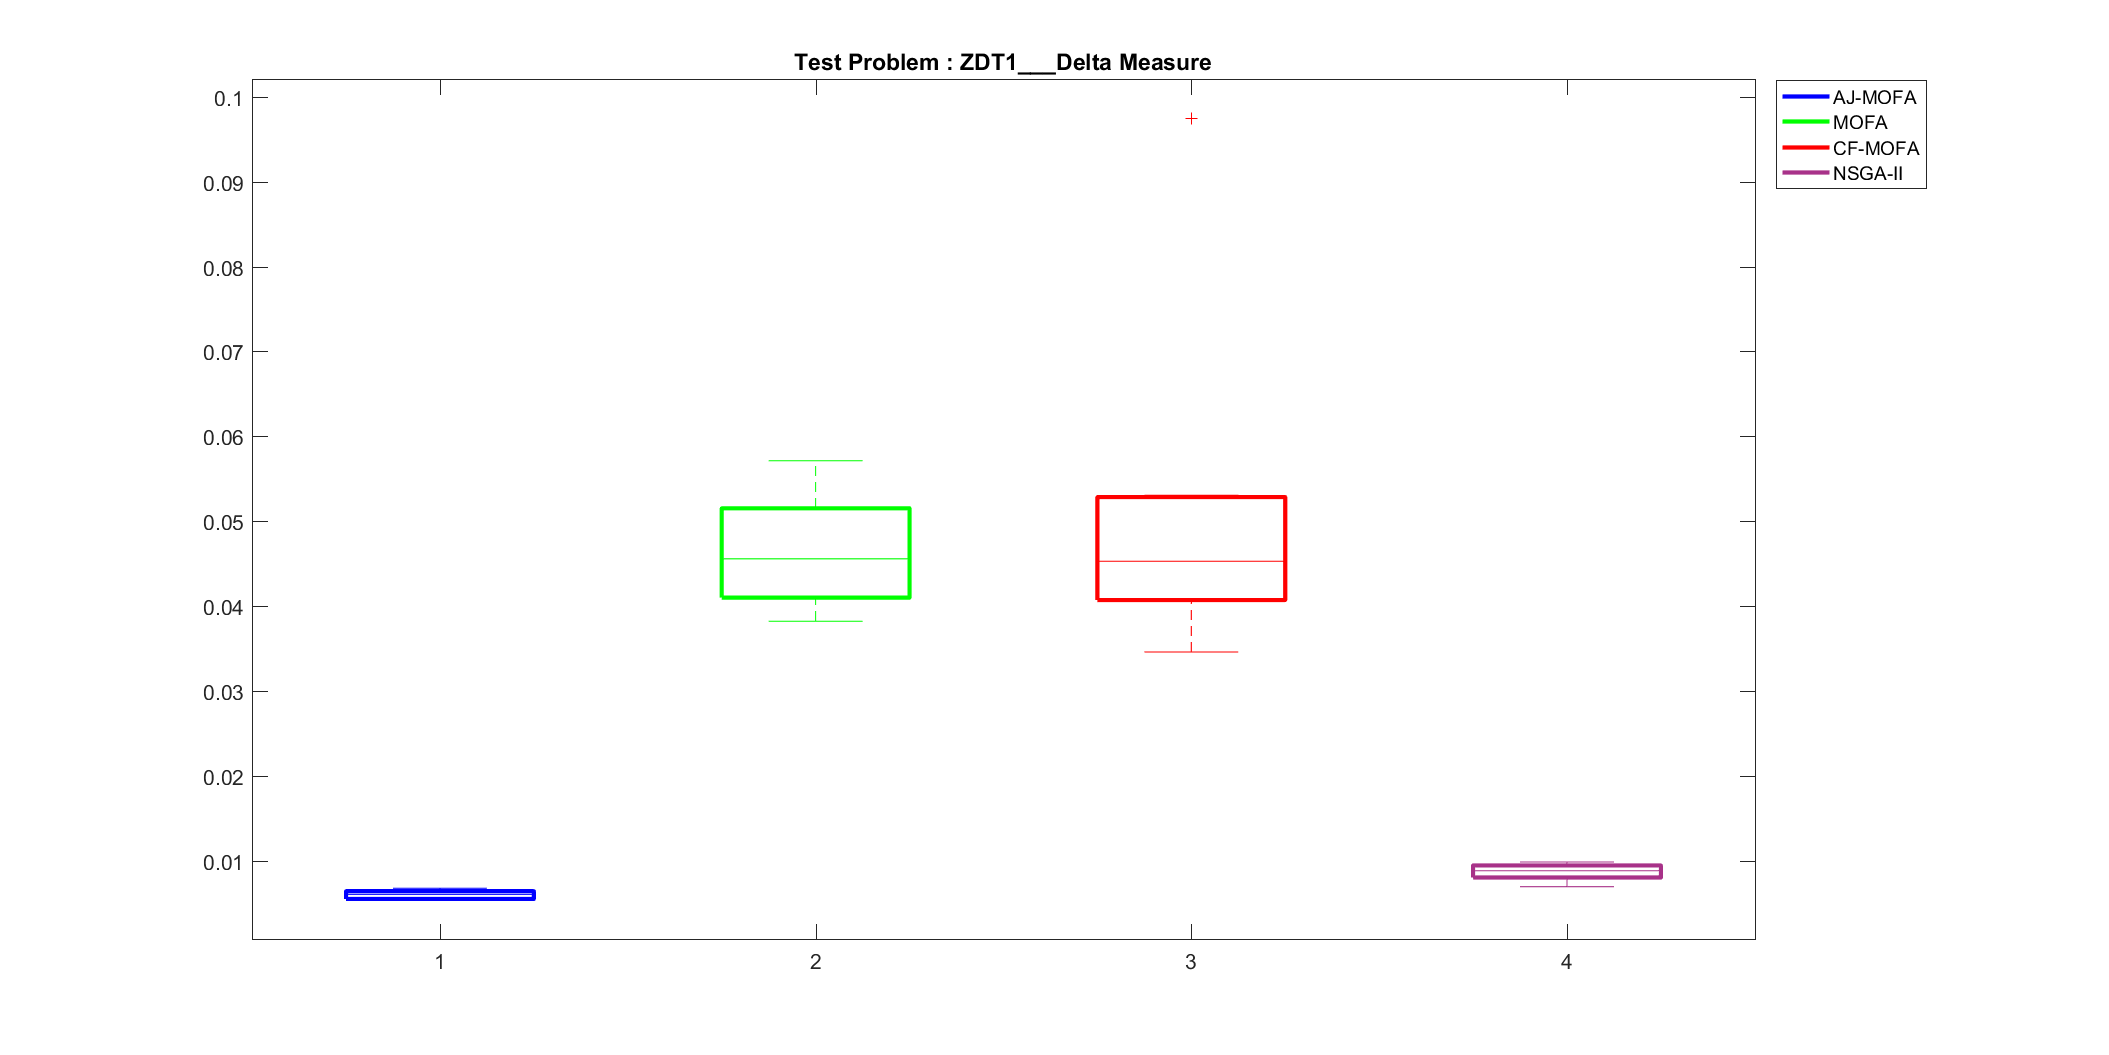 Test Problem : ZDT1___Delta Measure
0.1
0.09
0.08
0.07
0.06
0.05
0.04
0.03
0.02
0.01
1
2
3
4
AJ-MOFA
MOFA
CF-MOFA
NSGA-II